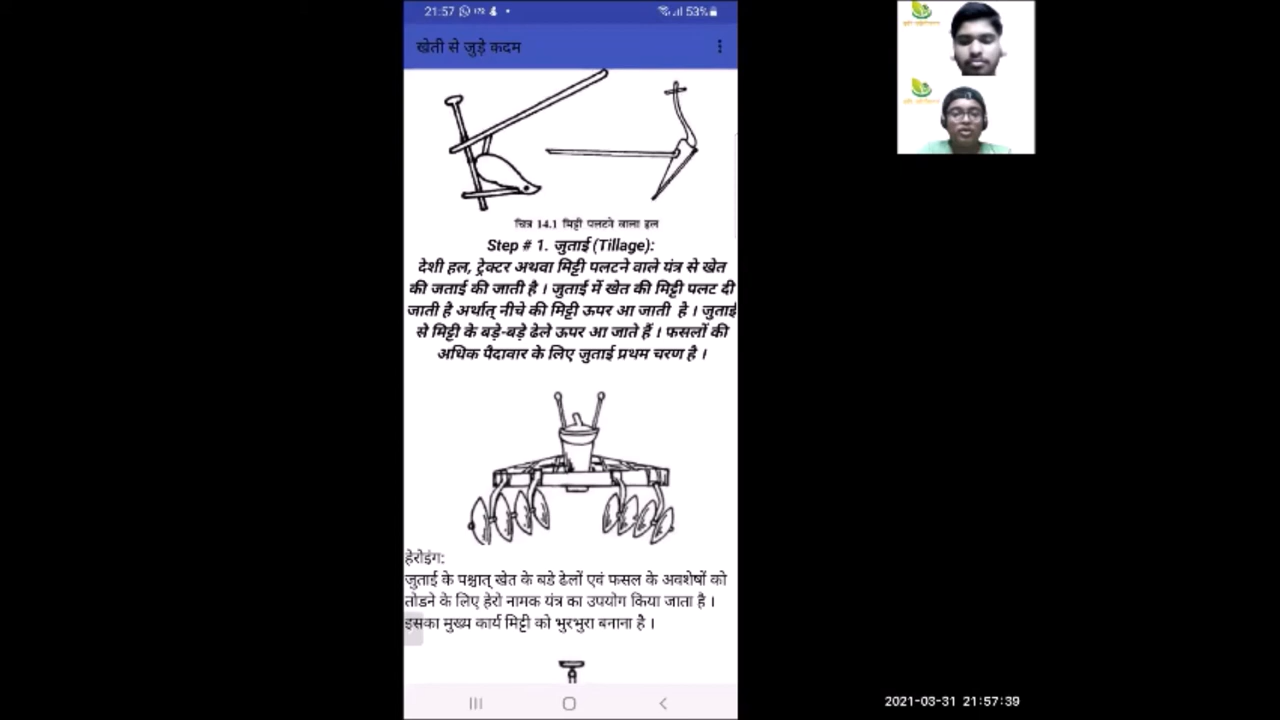 21:57
53%
खेती से जुड़े कदम
चित्र 14.1 मिट्टी पलटने वाला हल
Step # 1. जुताई (Tillage):
देशी हल, ट्रेक्टर अथवा मिट्टी पलटने वाले यंत्र से खेत
की जताई की जाती है । जुताई में खेत की मिट्टी पलट दी
जाती है अर्थात् नीचे की मिट्टी ऊपर आ जाती हे । जुताई
से मिट्टी के बड़े-बड़े ढेले ऊपर आ जाते हैं । फसलों की
अधिक पैदावार के लिए जुताई प्रथम चरण है ।
हेरोइंग:
जुताई के पश्चात् खेत के बडे ढेलों एवं फसल के अवशेषों को
तोडने के लिए हेरो नामक यंत्र का उपयोग किया जाता है ।
इसका मुख्य कार्य मिट्टी को भुरभुरा बनाना है ।
2021-03-31 21:57:39